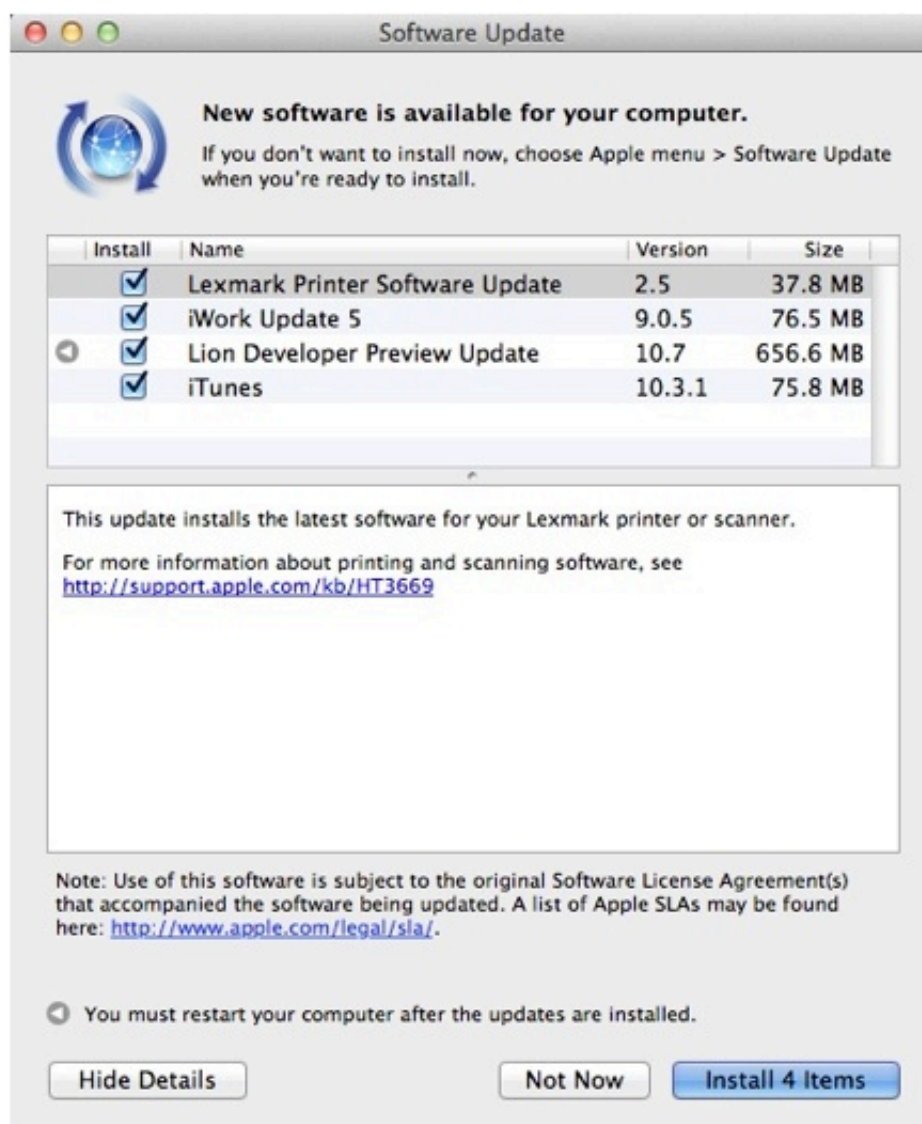 Software Update
New software is available for your computer.
If you don't want to install now, choose Apple menu > Software Update
when you're ready to install.
Install Name Version Size
Lexmark Printer Software Update 2.5 37.8 MB
iWork Update 5 9.0.5 76.5 MB
Lion Developer Preview Update 10.7 656.6 MB
iTunes 10.3.1 75.8 MB
This update installs the latest software for your Lexmark printer or scanner.
For more information about printing and scanning software, see
http://support.apple.com/kb/HT3669
Note: Use of this software is subject to the original Software License Agreement(s)
that accompanied the software being updated. A list of Apple SLAs may be found
here: http://www.apple.com/legal/sla/.
You must restart your computer after the updates are installed.
Hide Details Not Now Install 4 Items